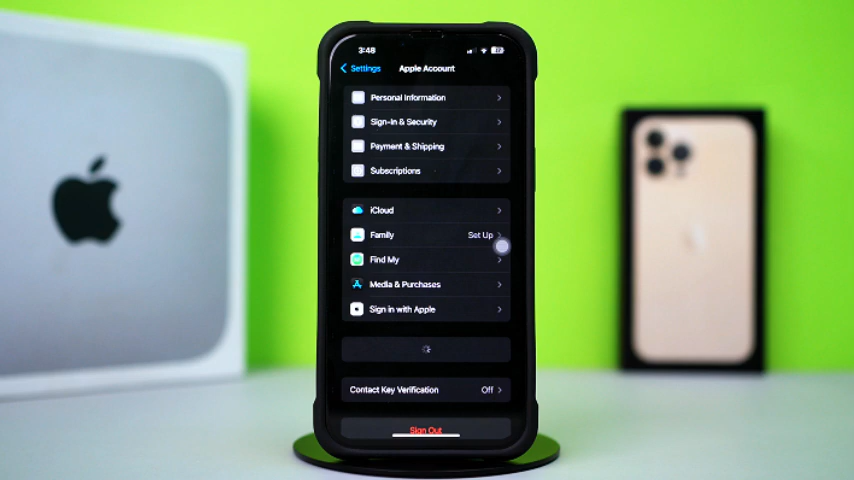 3:48
Settings
Apple Account
Personal Information
Sign-In & Security
Payment & Shipping
Subscriptions
iCloud
Family Set Up
Find My
Media & Purchases
Sign in with Apple
Contact Key Verification Off
Sign Out